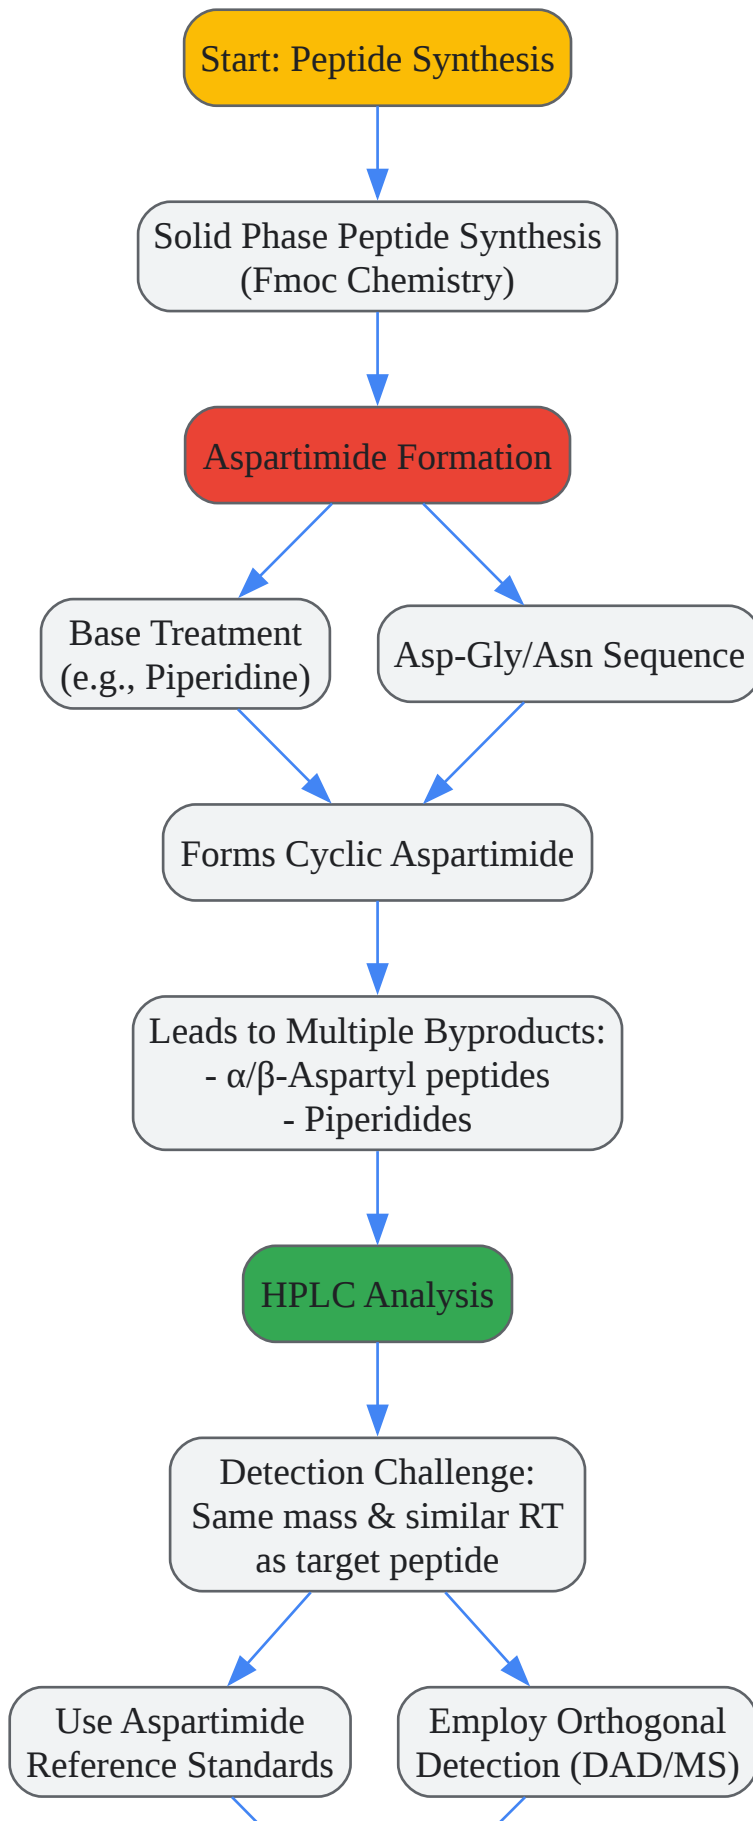 Start: Peptide Synthesis
Solid Phase Peptide Synthesis
(Fmoc Chemistry)
Aspartimide Formation
Base Treatment
(e.g., Piperidine)
Asp-Gly/Asn Sequence
Forms Cyclic Aspartimide
Leads to Multiple Byproducts:
- α/β-Aspartyl peptides
- Piperidides
HPLC Analysis
Detection Challenge:
Same mass & similar RT
as target peptide
Use Aspartimide
Reference Standards
Employ Orthogonal
Detection (DAD/MS)